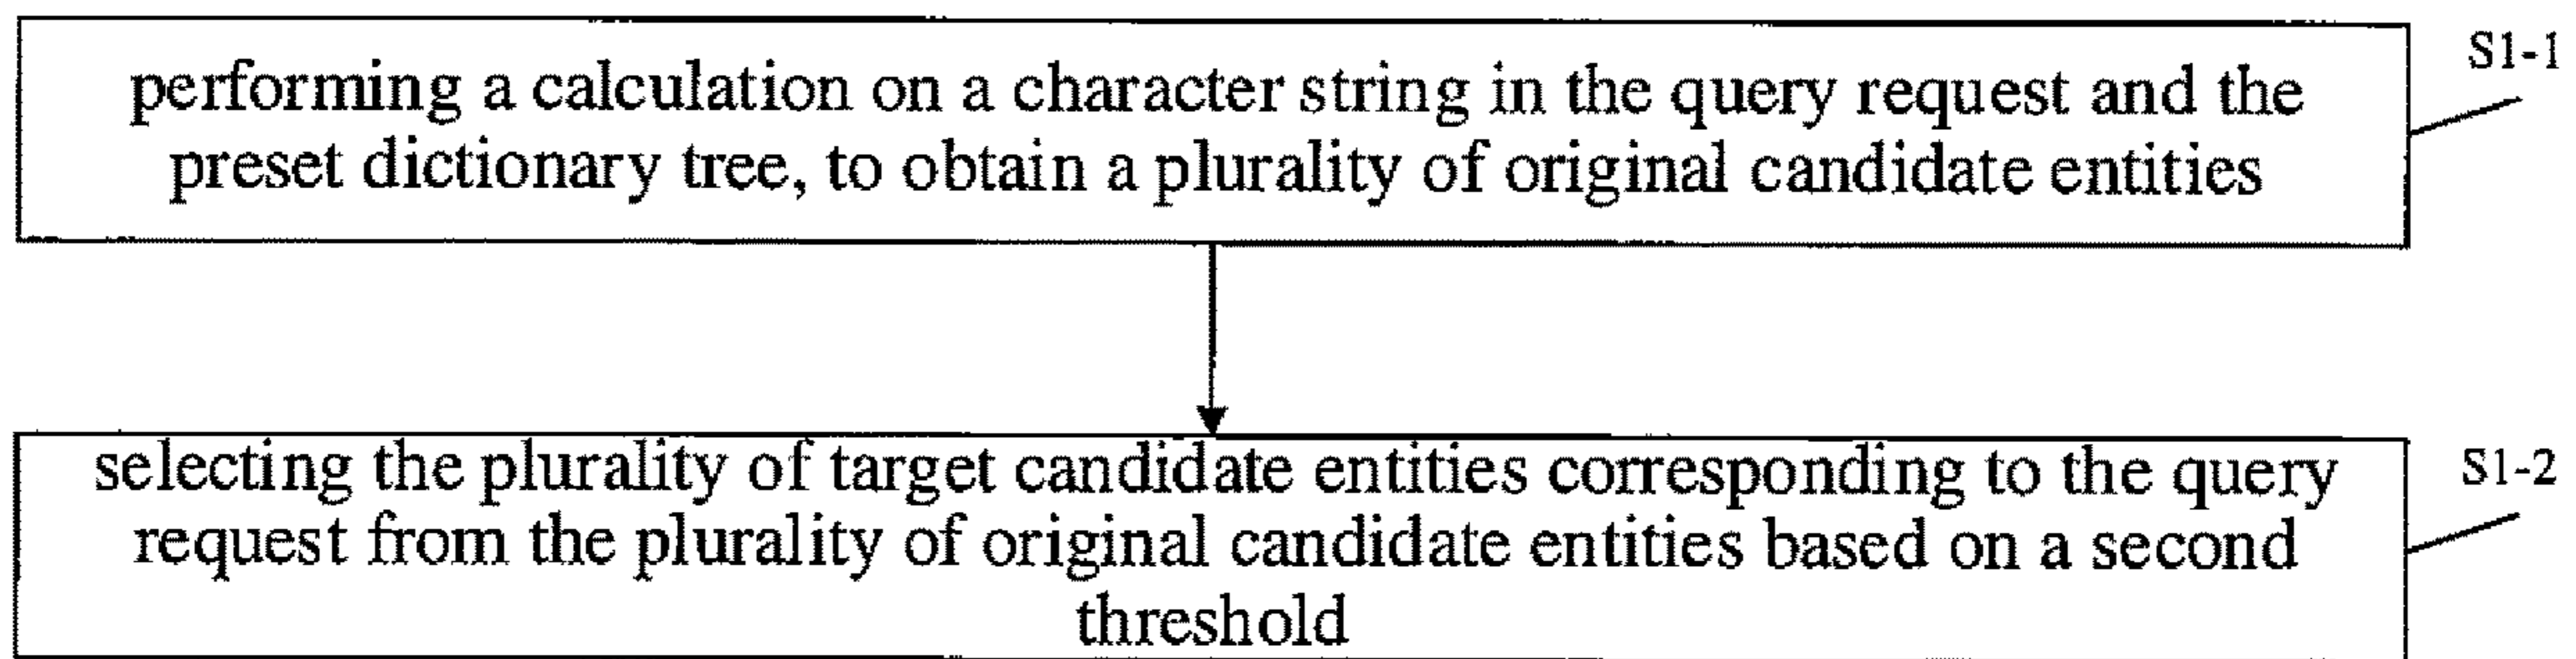 performing a calculation on a character string in the query request and the
preset dictionary tree, to obtain a plurality of original candidate entities
S1-1
selecting the plurality of target candidate entities corresponding to the query
request from the plurality of original candidate entities based on a second
threshold
S1-2